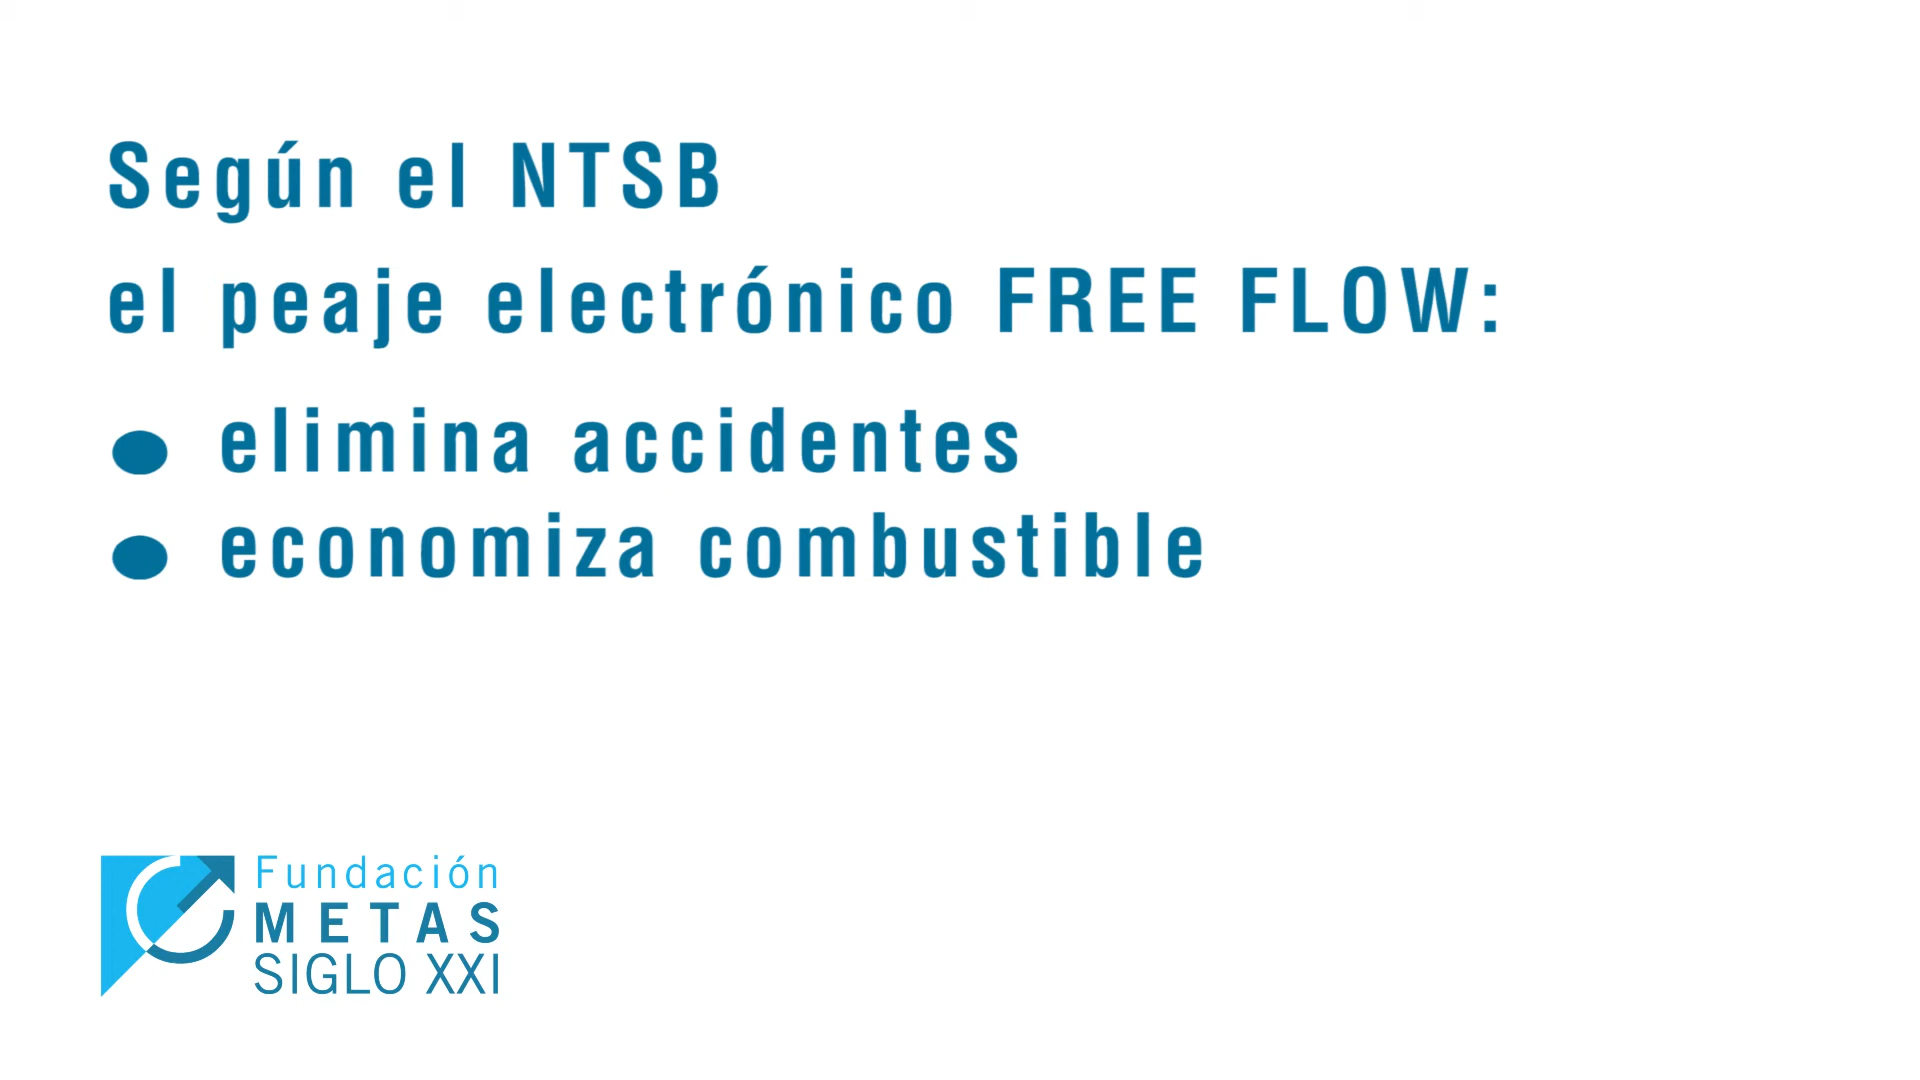 Según el NTSB
el peaje electrónico FREE FLOW:
● elimina accidentes
● economiza combustible
Fundación
METAS
SIGLO XXI